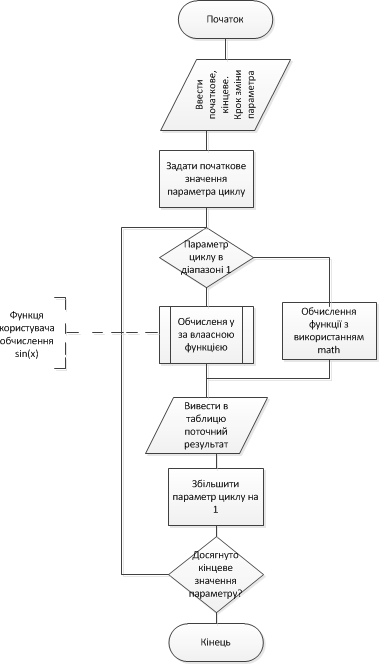 Початок
Ввести
початкове,
кінцеве.
Крок зміни
параметра
Задати початкове
значення
параметра циклу
Параметр
циклу в
діапазоні 1
Функця
користувача
обчислення
sin(x)
Обчисленя у
за влаасною
функцією
Обчислення
функції з
використанням
math
Вивести в
таблицю
поточний
результат
Збільшити
параметр циклу на
1
Досягнуто
кінцеве
значення
параметру?
Кінець